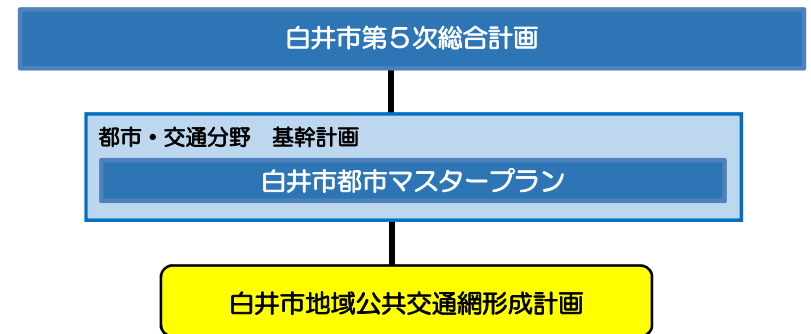 白井市第５次総合計画
都市・交通分野　基幹計画
白井市都市マスタープラン
白井市地域公共交通網形成計画